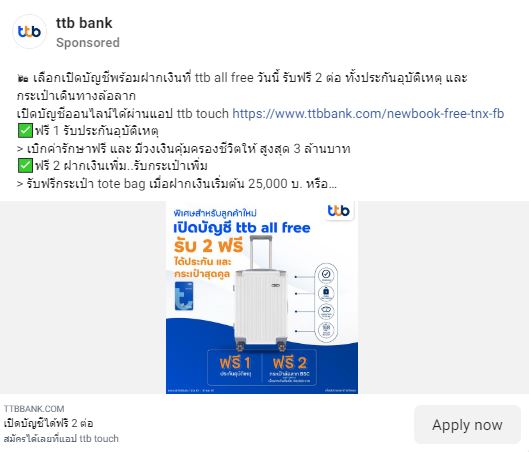 ttb bank
Sponsored
เลือกเปิดบัญชีพร้อมฝากเงินที่ ttb all free วันนี้ รับฟรี 2 ต่อ ทั้งประกันอุบัติเหตุ และ
กระเป๋าเดินทางล้อลาก
เปิดบัญชีออนไลน์ได้ผ่านแอป ttb touch https://www.ttbbank.com/newbook-free-tnx-fb
✅ฟรี 1 รับประกันอุบัติเหตุ
> เบิกค่ารักษาฟรี และ มีวงเงินคุ้มครองชีวิตให้ สูงสุด 3 ล้านบาท
✅ฟรี 2 ฝากเงินเพิ่ม..รับกระเป๋าเพิ่ม
> รับฟรีกระเป๋า tote bag เมื่อฝากเงินเริ่มต้น 25,000 บ. หรือ...
ttb
พิเศษสำหรับลูกค้าใหม่
เปิดบัญชี ttb all free
รับ 2 ฟรี
ได้ประกัน และ
กระเป๋าสุดคูล
ฟรี 1
ประกันอุบัติเหตุ
ฟรี 2
กระเป๋าล้อลาก BSC
TTBBANK.COM
เปิดบัญชีได้ฟรี 2 ต่อ
สมัครได้เลยที่แอป ttb touch
Apply now